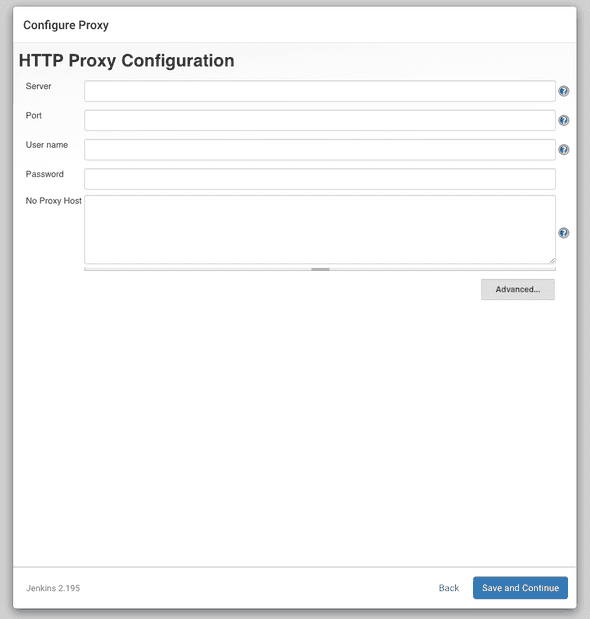 Configure Proxy
HTTP Proxy Configuration
Server
Port
User name
Password
No Proxy Host
Advanced...
Jenkins 2.195
Back
Save and Continue